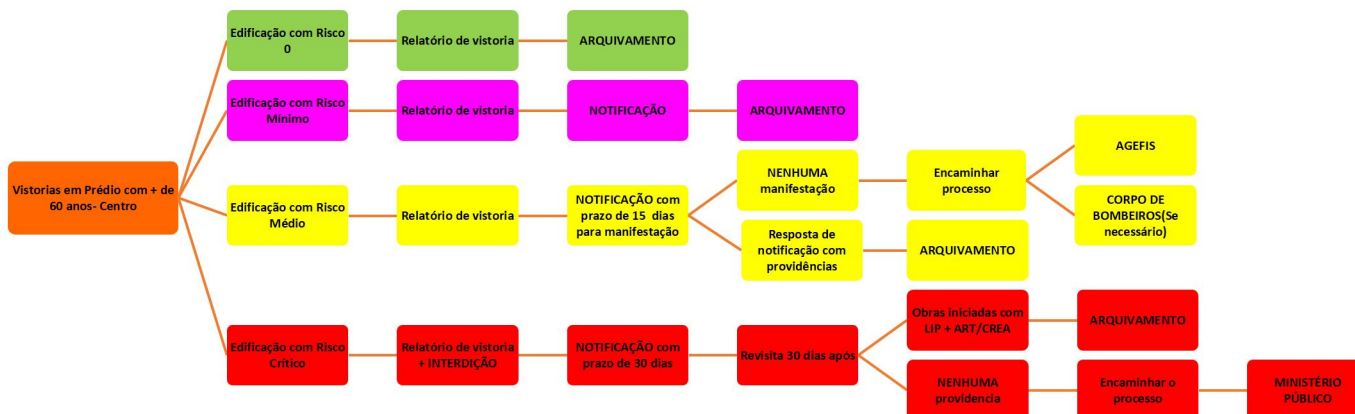 Vistorias em Prédio com + de
60 anos- Centro
Edificação com Risco
0
Relatório de vistoria
ARQUIVAMENTO
Edificação com Risco
Mínimo
Relatório de vistoria
NOTIFICAÇÃO
ARQUIVAMENTO
Edificação com Risco
Médio
Relatório de vistoria
NOTIFICAÇÃO com
prazo de 15 dias
para manifestação
NENHUMA
manifestação
Encaminhar
processo
AGEFIS
CORPO DE
BOMBEIROS(Se
necessário)
Resposta de
notificação com
providências
ARQUIVAMENTO
Edificação com Risco
Crítico
Relatório de vistoria
+ INTERDIÇÃO
NOTIFICAÇÃO com
prazo de 30 dias
Revisita 30 dias após
Obras iniciadas com
LIP + ART/CREA
ARQUIVAMENTO
NENHUMA
providencia
Encaminhar o
processo
MINISTÉRIO
PÚBLICO